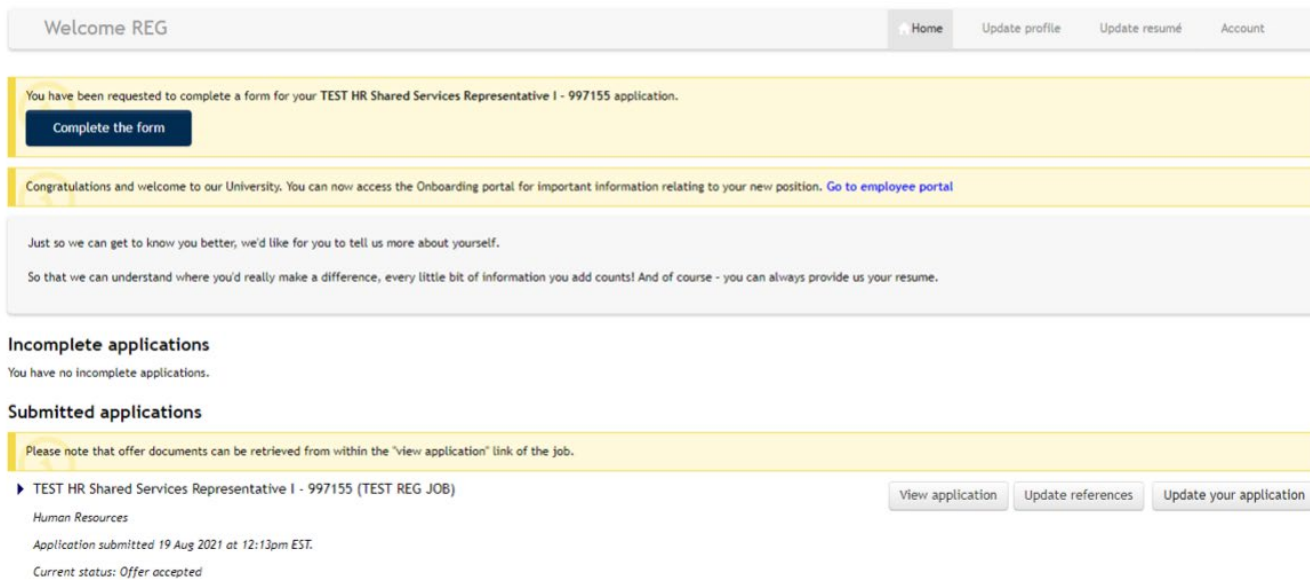 Welcome REG
Home
Update profile
Update resumé
Account
You have been requested to complete a form for your TEST HR Shared Services Representative I - 997155 application.
Complete the form
Congratulations and welcome to our University. You can now access the Onboarding portal for important information relating to your new position. Go to employee portal
Just so we can get to know you better, we'd like for you to tell us more about yourself.
So that we can understand where you'd really make a difference, every little bit of information you add counts! And of course - you can always provide us your resume.
Incomplete applications
You have no incomplete applications.
Submitted applications
Please note that offer documents can be retrieved from within the "view application" link of the job.
TEST HR Shared Services Representative I - 997155 (TEST REG JOB)
View application
Update references
Update your application
Human Resources
Application submitted 19 Aug 2021 at 12:13pm EST.
Current status: Offer accepted